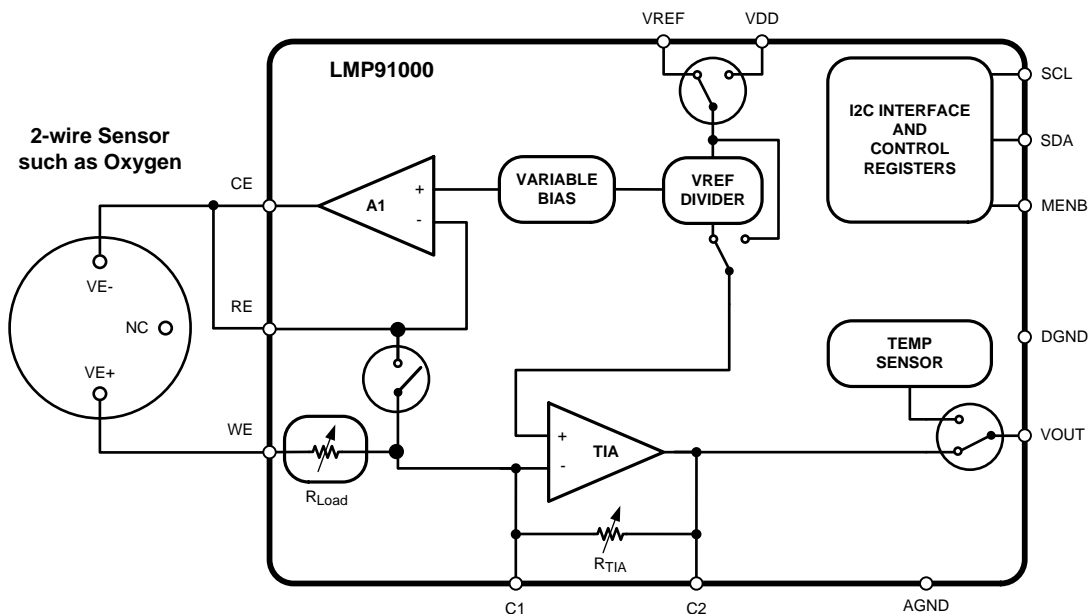 VREF
VDD
LMP91000
SCL
I2C INTERFACE
AND
CONTROL
REGISTERS
SDA
MENB
2-wire Sensor
such as Oxygen
CE
A1
+
-
VARIABLE
BIAS
VREF
DIVIDER
VE-
NC
VE+
RE
WE
RLoad
TEMP
SENSOR
DGND
VOUT
+
-
TIA
RTIA
C1
C2
AGND